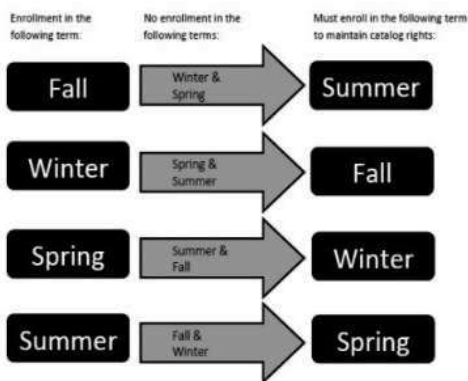 Enrollment in the
following term:
No enrollment in the
following terms:
Must enroll in the following term
to maintain catalog rights:
Fall
Winter &
Spring
Summer
Winter
Spring &
Summer
Fall
Spring
Summer &
Fall
Winter
Summer
Fall &
Winter
Spring